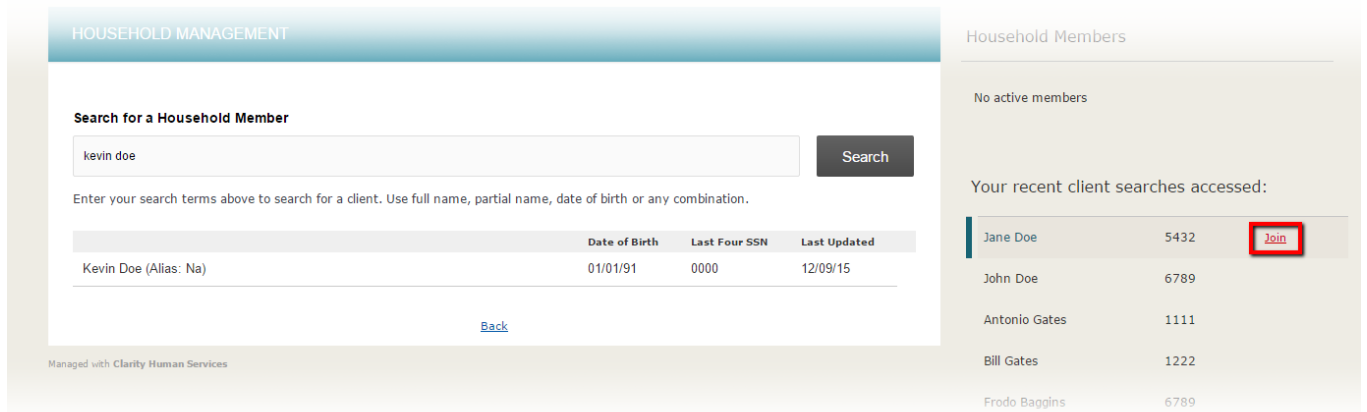 HOUSEHOLD MANAGEMENT
Search for a Household Member
kevin doe
Search
Enter your search terms above to search for a client. Use full name, partial name, date of birth or any combination.
Date of Birth Last Four SSN Last Updated
Kevin Doe (Alias: Na) 01/01/91 0000 12/09/15
Back
Managed with Clarity Human Services
Household Members
No active members
Your recent client searches accessed:
Jane Doe 5432 Join
John Doe 6789
Antonio Gates 1111
Bill Gates 1222
Frodo Baggins 6789